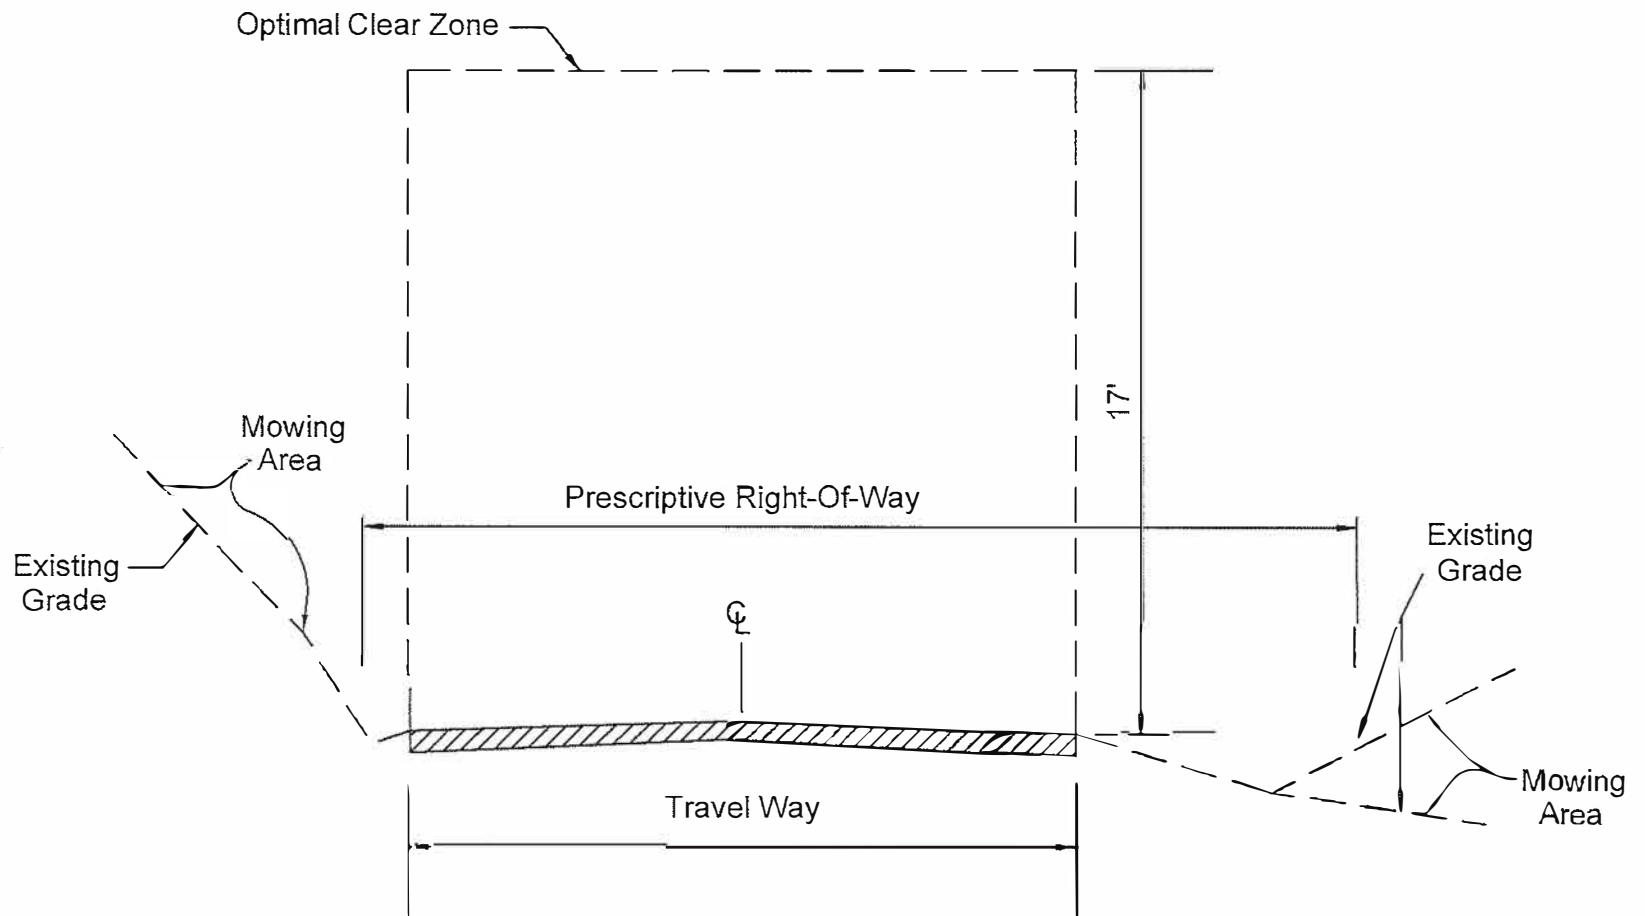 Optimal Clear Zone
17'
Mowing
Area
Prescriptive Right-Of-Way
Existing
Grade
Existing
Grade
℄
Travel Way
Mowing
Area